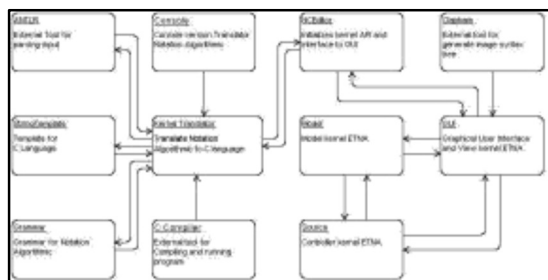 ANTLR
External Tool for
parsing input
Console
Console version Translator
Notation Algorithms
NCEditor
Initializes kernel API and
interface to GUI
External tool for
generate image syntax
tree
StringTemplate
Template for
C Language
Kernel Translator
Translate Notation
Algorithmic to C language
Model
Model kernel ETNA
GUI
Graphical User Interface
and View kernel ETNA
Grammar
Grammar for Notation
Algorithmic
C Compiler
External tool for
Compiling and running
program
Source
Controller kernel ETNA